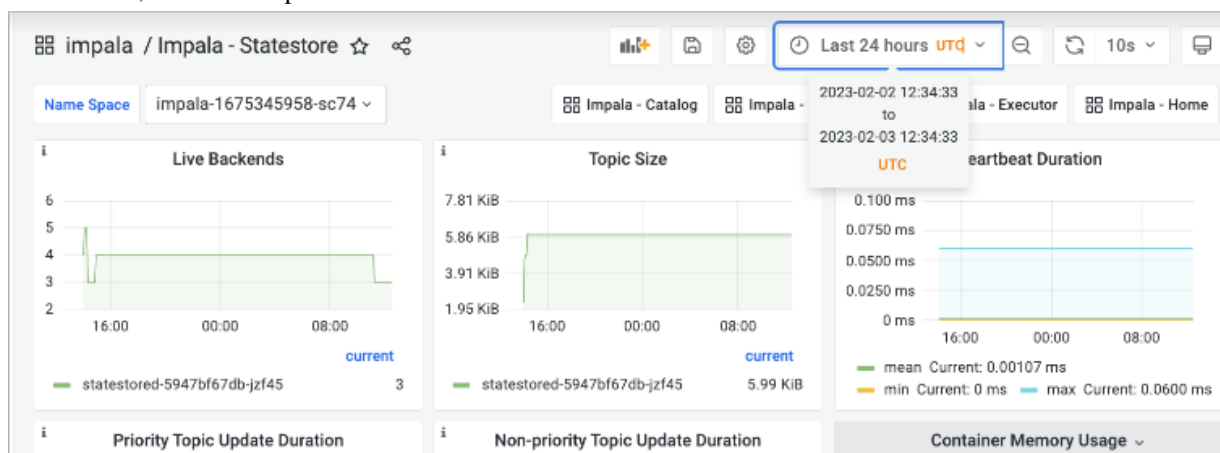 impala / Impala - Statestore
Last 24 hours UTC
10s
Name Space
impala-1675345958-sc74
Impala - Catalog
Impala -
ala - Executor
Impala - Home
2023-02-02 12:34:33
to
2023-02-03 12:34:33
UTC
i
Live Backends
6
5
4
3
2
16:00 00:00 08:00
current
statestored-5947bf67db-jzf45 3
i
Topic Size
7.81 KiB
5.86 KiB
3.91 KiB
1.95 KiB
16:00 00:00 08:00
current
statestored-5947bf67db-jzf45 5.99 KiB
eartbeat Duration
0.100 ms
0.0750 ms
0.0500 ms
0.0250 ms
0 ms
16:00 00:00 08:00
mean Current: 0.00107 ms
min Current: 0 ms max Current: 0.0600 ms
i
Priority Topic Update Duration
i
Non-priority Topic Update Duration
Container Memory Usage